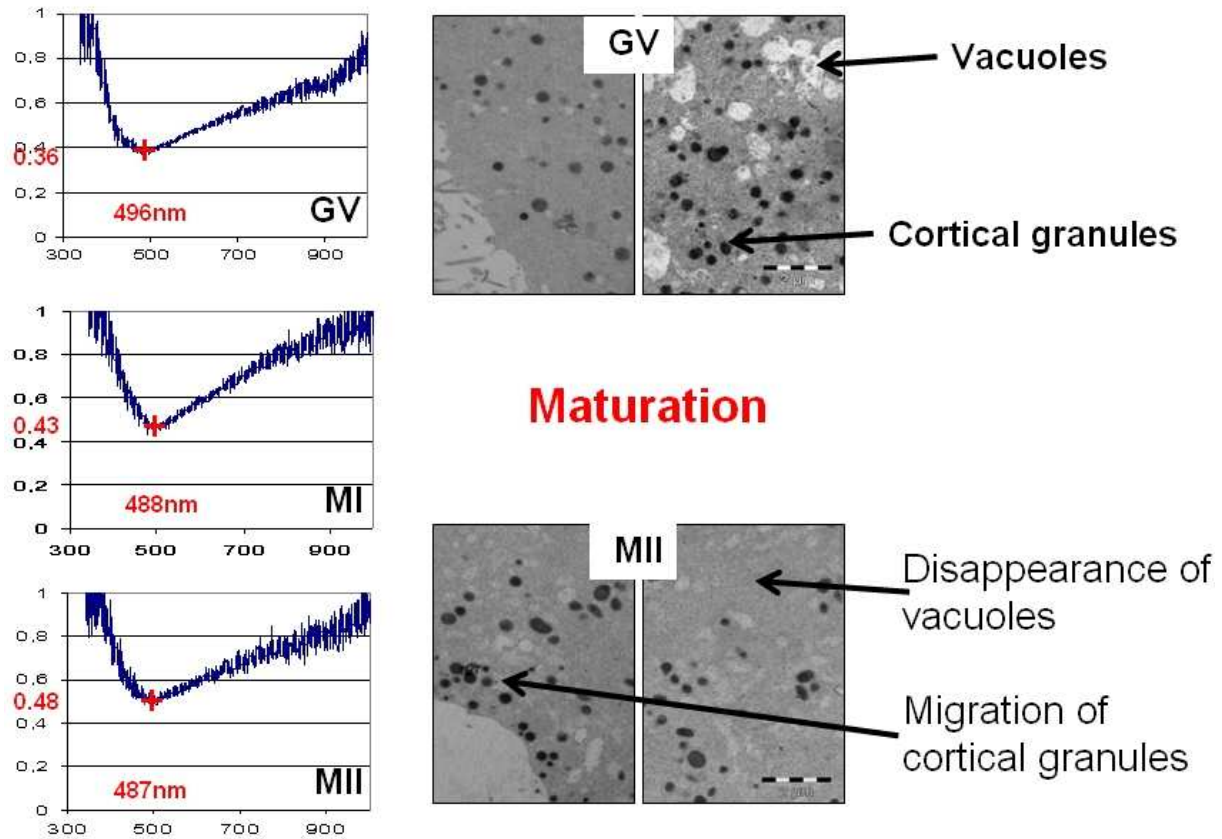 1
0.8
0.6
0.4
0.36
0.2
0
496nm
GV
300 500 700 900
GV
Vacuoles
Cortical granules
1
0.8
0.6
0.43
0.4
0.2
0
488nm
MI
300 500 700 900
Maturation
1
0.8
0.6
0.48
0.4
0.2
0
487nm
MII
300 500 700 900
MII
Disappearance of
vacuoles
Migration of
cortical granules